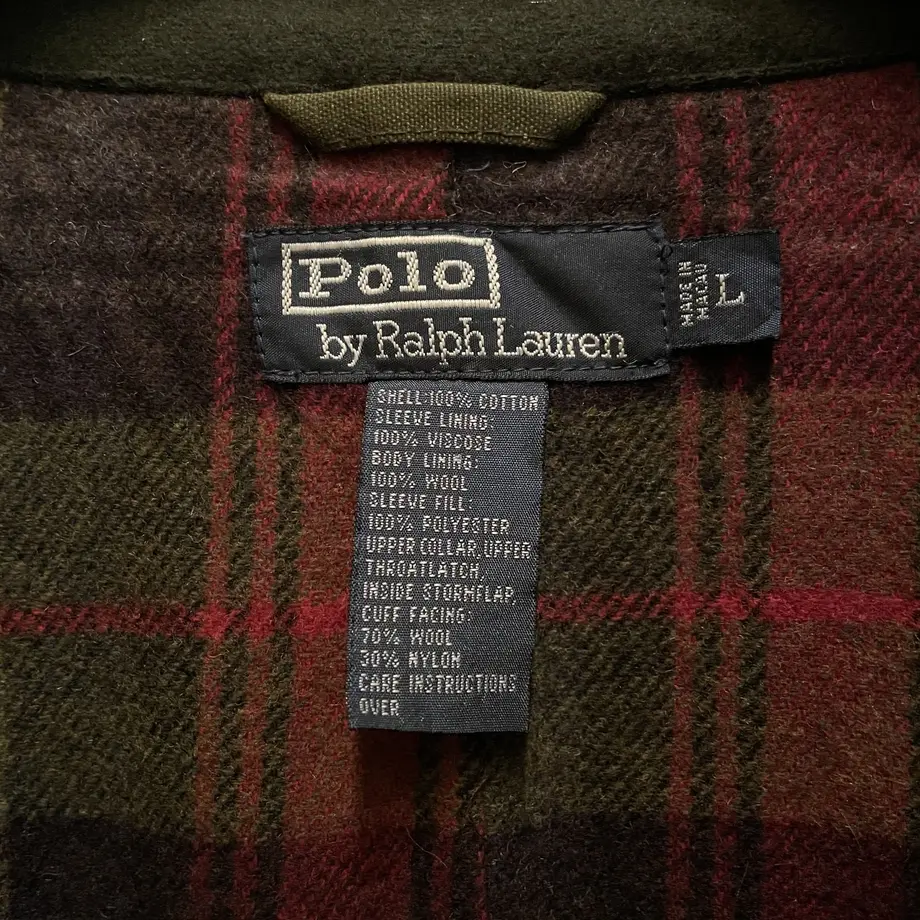 Polo
by Ralph Lauren
MADE IN
MACAU
L
SHELL:100% COTTON
SLEEVE LINING:
100% VISCOSE
BODY LINING:
100% WOOL
SLEEVE FILL:
100% POLYESTER
UPPER COLLAR,UPPER
THROATLATCH,
INSIDE STORMFLAP,
CUFF FACING:
70% WOOL
30% NYLON
CARE INSTRUCTIONS
OVER